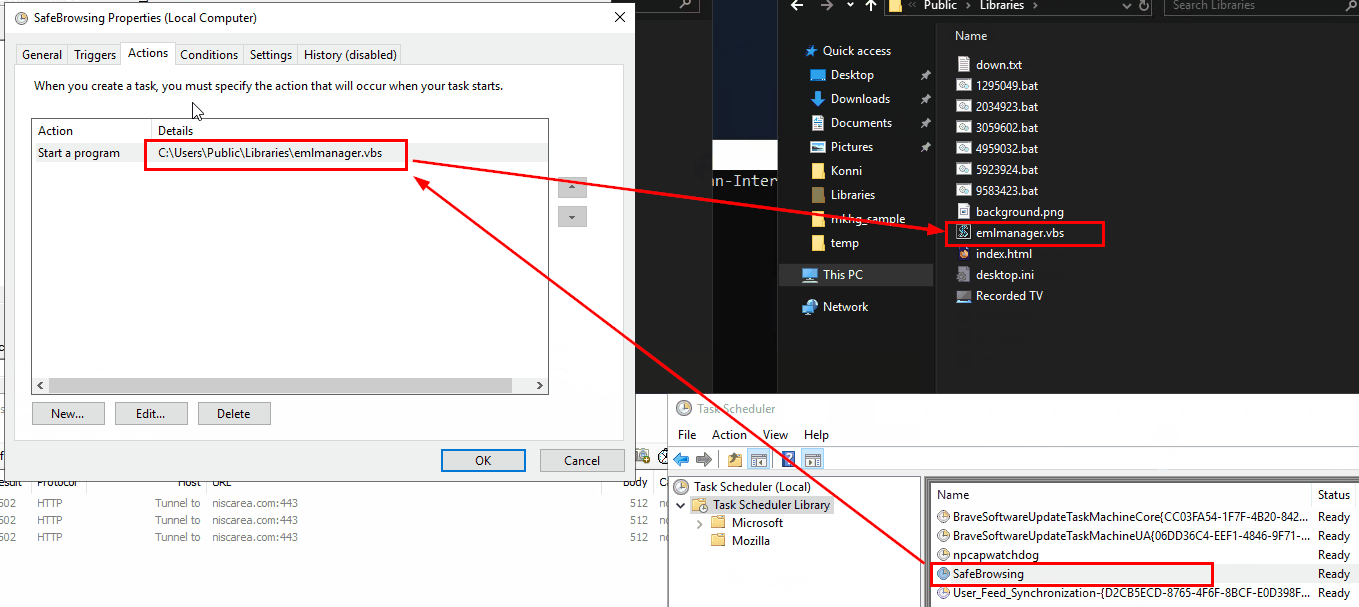 SafeBrowsing Properties (Local Computer)
General Triggers Actions Conditions Settings History (disabled)
When you create a task, you must specify the action that will occur when your task starts.
Action Details
Start a program C:\Users\Public\Libraries\emlmanager.vbs
New... Edit... Delete
OK Cancel
Protocol Host URL Body
502 HTTP Tunnel to niscarea.com:443 512
502 HTTP Tunnel to niscarea.com:443 512
502 HTTP Tunnel to niscarea.com:443 512
an-Inter
Public Libraries Search Libraries
Quick access
Desktop
Downloads
Documents
Pictures
Konni
Libraries
mkhg_sample
temp
This PC
Network
Name
down.txt
1295049.bat
2034923.bat
3059602.bat
4959032.bat
5923924.bat
9583423.bat
background.png
emlmanager.vbs
index.html
desktop.ini
Recorded TV
Task Scheduler
File Action View Help
Task Scheduler (Local)
Task Scheduler Library
Microsoft
Mozilla
Name Status
BraveSoftwareUpdateTaskMachineCore{CC03FA54-1F7F-4B20-842... Ready
BraveSoftwareUpdateTaskMachineUA{06DD36C4-EEF1-4846-9F71-... Ready
npcapwatchdog Ready
SafeBrowsing Ready
User_Feed_Synchronization-{D2CB5ECD-8765-4F6F-8BCF-E0D398F... Ready